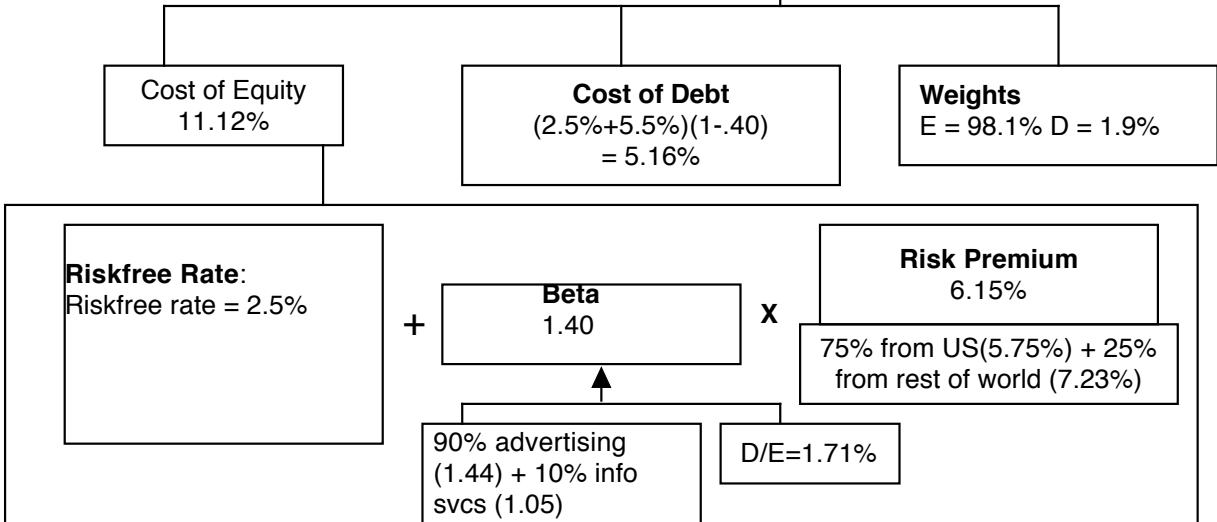 Cost of Equity
11.12%
Cost of Debt
(2.5%+5.5%)(1-.40)
= 5.16%
Weights
E = 98.1% D = 1.9%
Riskfree Rate:
Riskfree rate = 2.5%
+
Beta
1.40
X
Risk Premium
6.15%
75% from US(5.75%) + 25%
from rest of world (7.23%)
90% advertising
(1.44) + 10% info
svcs (1.05)
D/E=1.71%